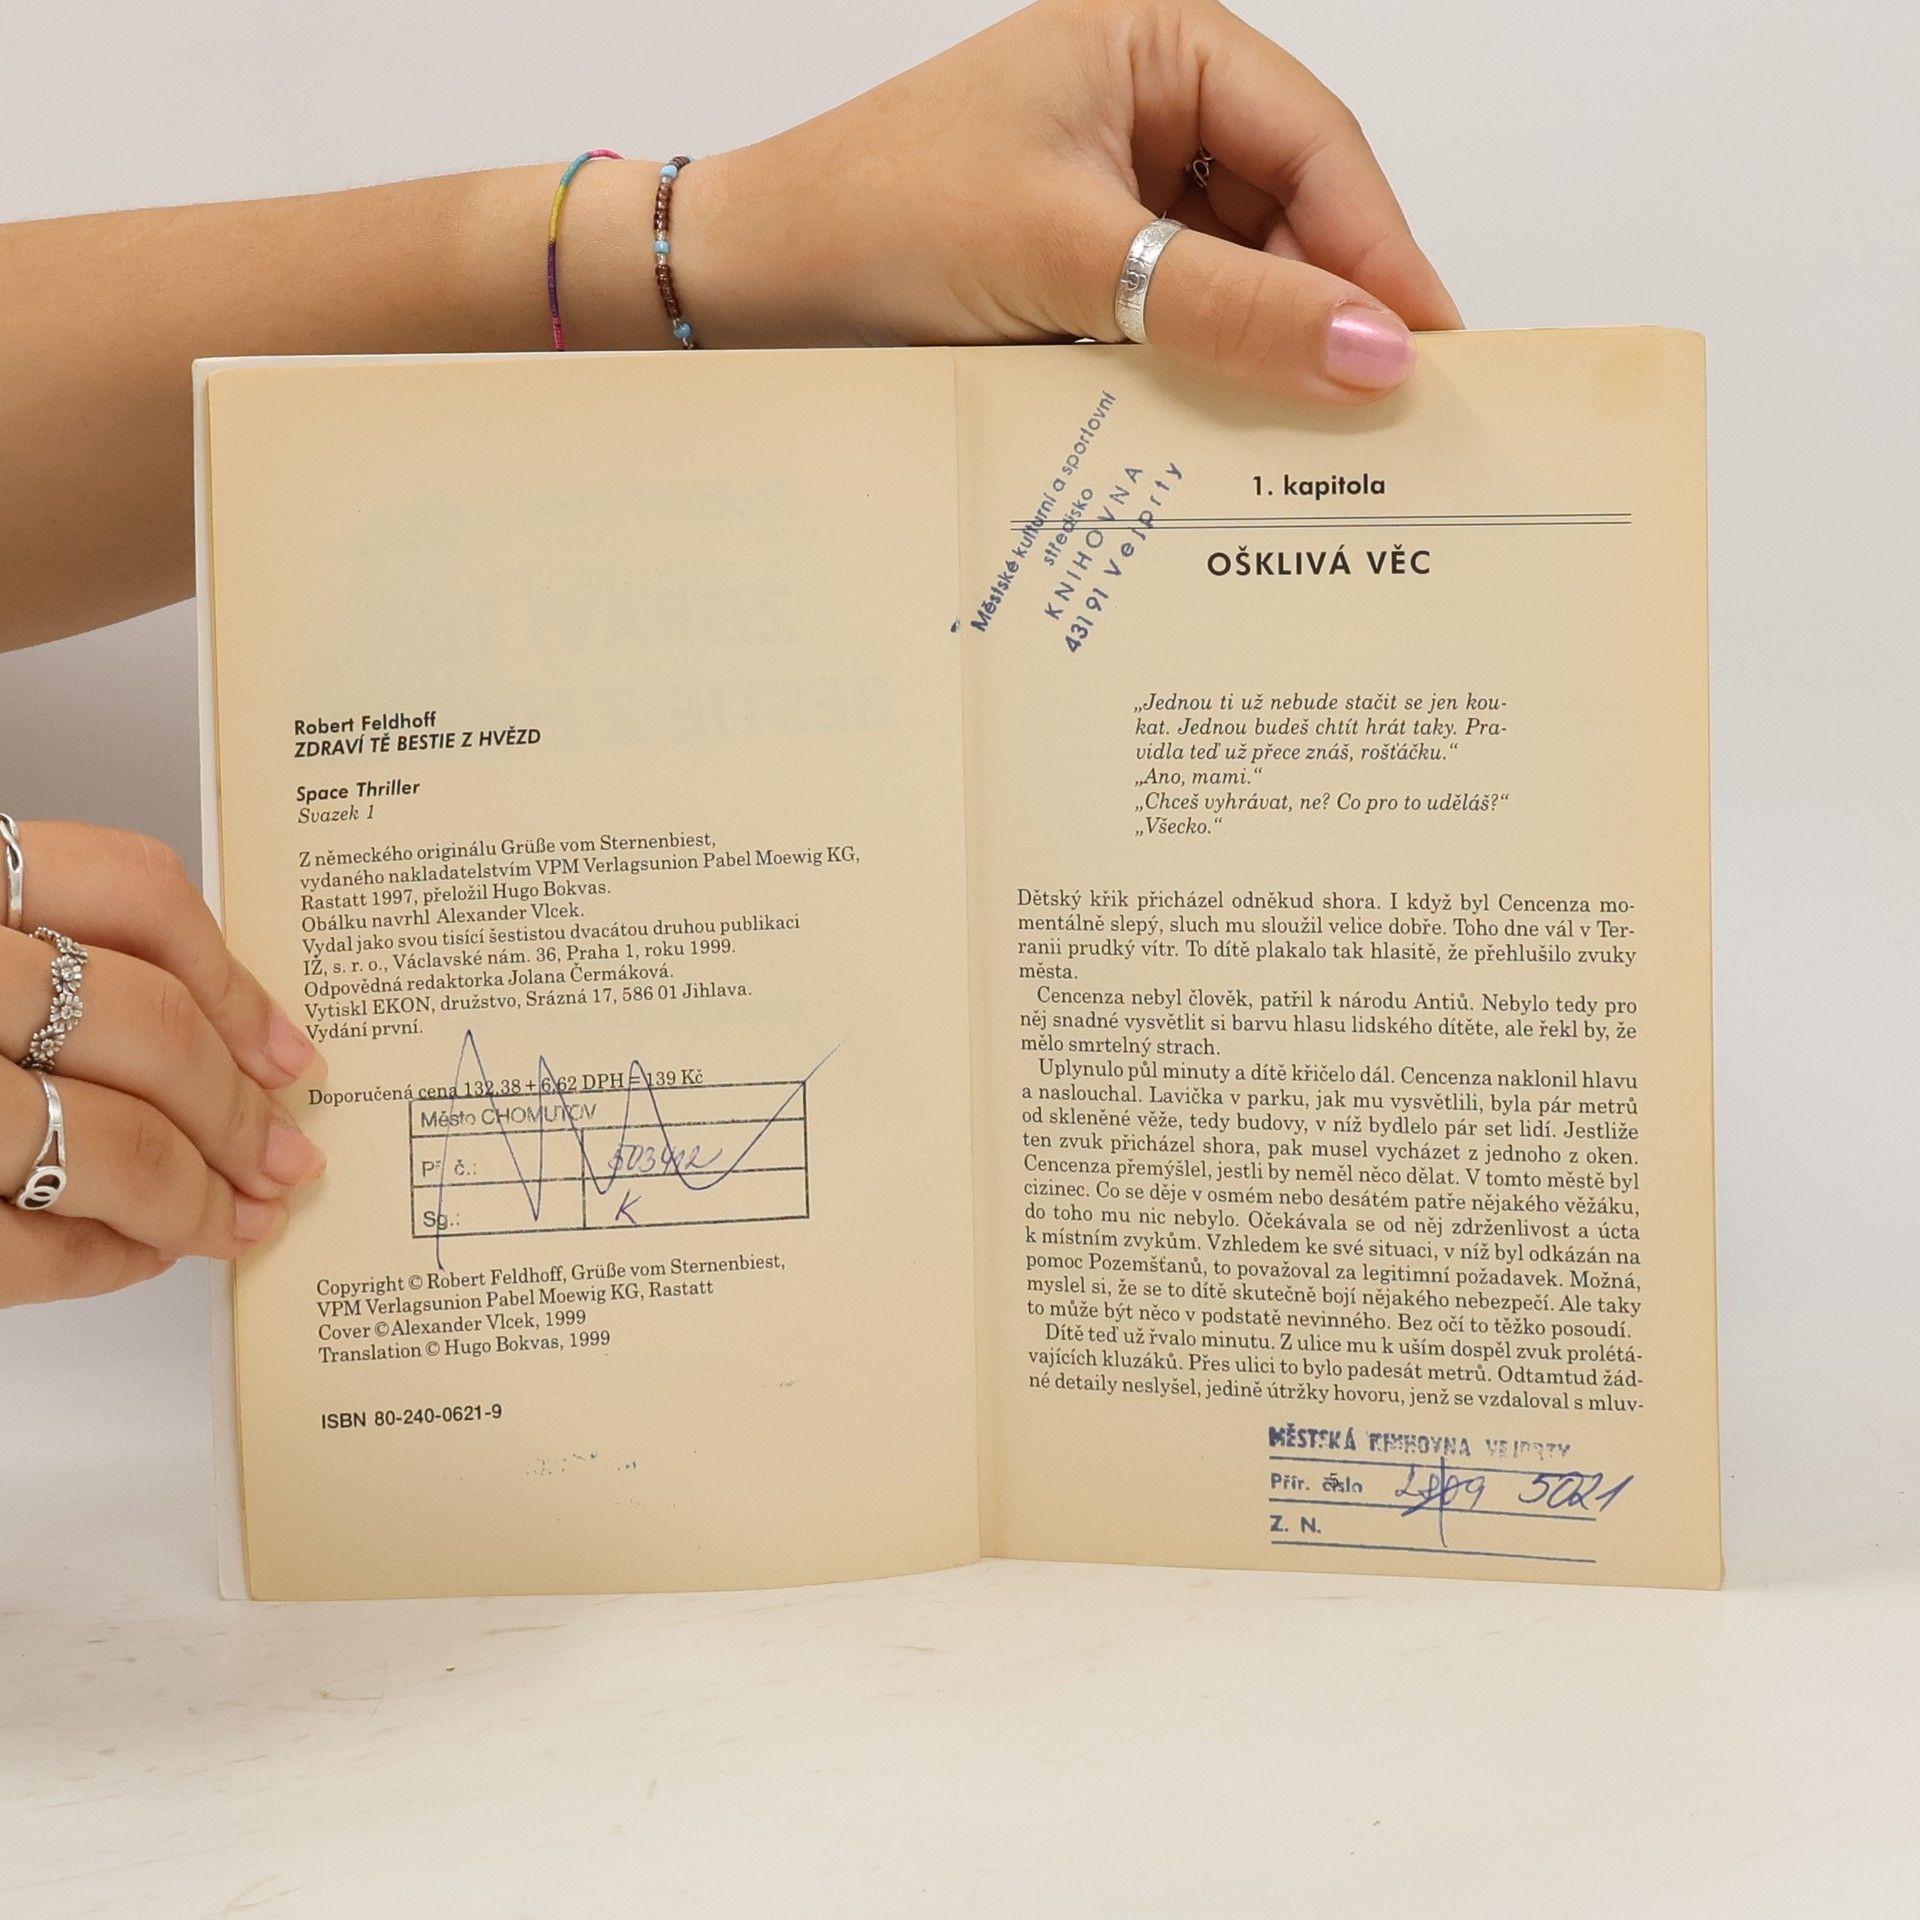 Robert Feldhoff
ZDRAVÍ TĚ BESTIE Z HVĚZD
Space Thriller
Svazek 1
Z německého originálu Grüße vom Sternenbiest,
vydaného nakladatelstvím VPM Verlagsunion Pabel Moewig KG,
Rastatt 1997, přeložil Hugo Bokvas.
Obálku navrhl Alexander Vlcek.
Vydal jako svou tisící šestistou dvacátou druhou publikaci
IŽ, s. r. o., Václavské nám. 36, Praha 1, roku 1999.
Odpovědná redaktorka Jolana Čermáková.
Vytiskl EKON, družstvo, Srázná 17, 586 01 Jihlava.
Vydání první.
Doporučená cena 132,38 + 6,62 DPH = 139 Kč
Město CHOMUTOV
Př. č.:
Sg.: K
Copyright © Robert Feldhoff, Grüße vom Sternenbiest,
VPM Verlagsunion Pabel Moewig KG, Rastatt
Cover © Alexander Vlcek, 1999
Translation © Hugo Bokvas, 1999
ISBN 80-240-0621-9
Městské kulturní a sportovní
středisko
KNIHOVNA
431 91 Vejprty
1. kapitola
OŠKLIVÁ VĚC
„Jednou ti už nebude stačit se jen kou-
kat. Jednou budeš chtít hrát taky. Pra-
vidla teď už přece znáš, rošťáčku.“
„Ano, mami.“
„Chceš vyhrávat, ne? Co pro to uděláš?“
„Všecko.“
Dětský křik přicházel odněkud shora. I když byl Cencenza mo-
mentálně slepý, sluch mu sloužil velice dobře. Toho dne vál v Ter-
ranii prudký vítr. To dítě plakalo tak hlasitě, že přehlušilo zvuky
města.
Cencenza nebyl člověk, patřil k národu Antiů. Nebylo tedy pro
něj snadné vysvětlit si barvu hlasu lidského dítěte, ale řekl by, že
mělo smrtelný strach.
Uplynulo půl minuty a dítě křičelo dál. Cencenza naklonil hlavu
a naslouchal. Lavička v parku, jak mu vysvětlili, byla pár metrů
od skleněné věže, tedy budovy, v níž bydlelo pár set lidí. Jestliže
ten zvuk přicházel shora, pak musel vycházet z jednoho z oken.
Cencenza přemýšlel, jestli by neměl něco dělat. V tomto městě byl
cizinec. Co se děje v osmém nebo desátém patře nějakého věžáku,
do toho mu nic nebylo. Očekávala se od něj zdrženlivost a úcta
k místním zvykům. Vzhledem ke své situaci, v níž byl odkázán na
pomoc Pozemšťanů, to považoval za legitimní požadavek. Možná,
myslel si, že se to dítě skutečně bojí nějakého nebezpečí. Ale taky
to může být něco v podstatě nevinného. Bez očí to těžko posoudí.
Dítě teď už řvalo minutu. Z ulice mu k uším dospěl zvuk prolétá-
vajících kluzáků. Přes ulici to bylo padesát metrů. Odtamtud žád-
né detaily neslyšel, jedině útržky hovoru, jenž se vzdaloval s mluv-
MĚSTSKÁ KNIHOVNA VEJPRTY
Přír. číslo 5021
Z. N.